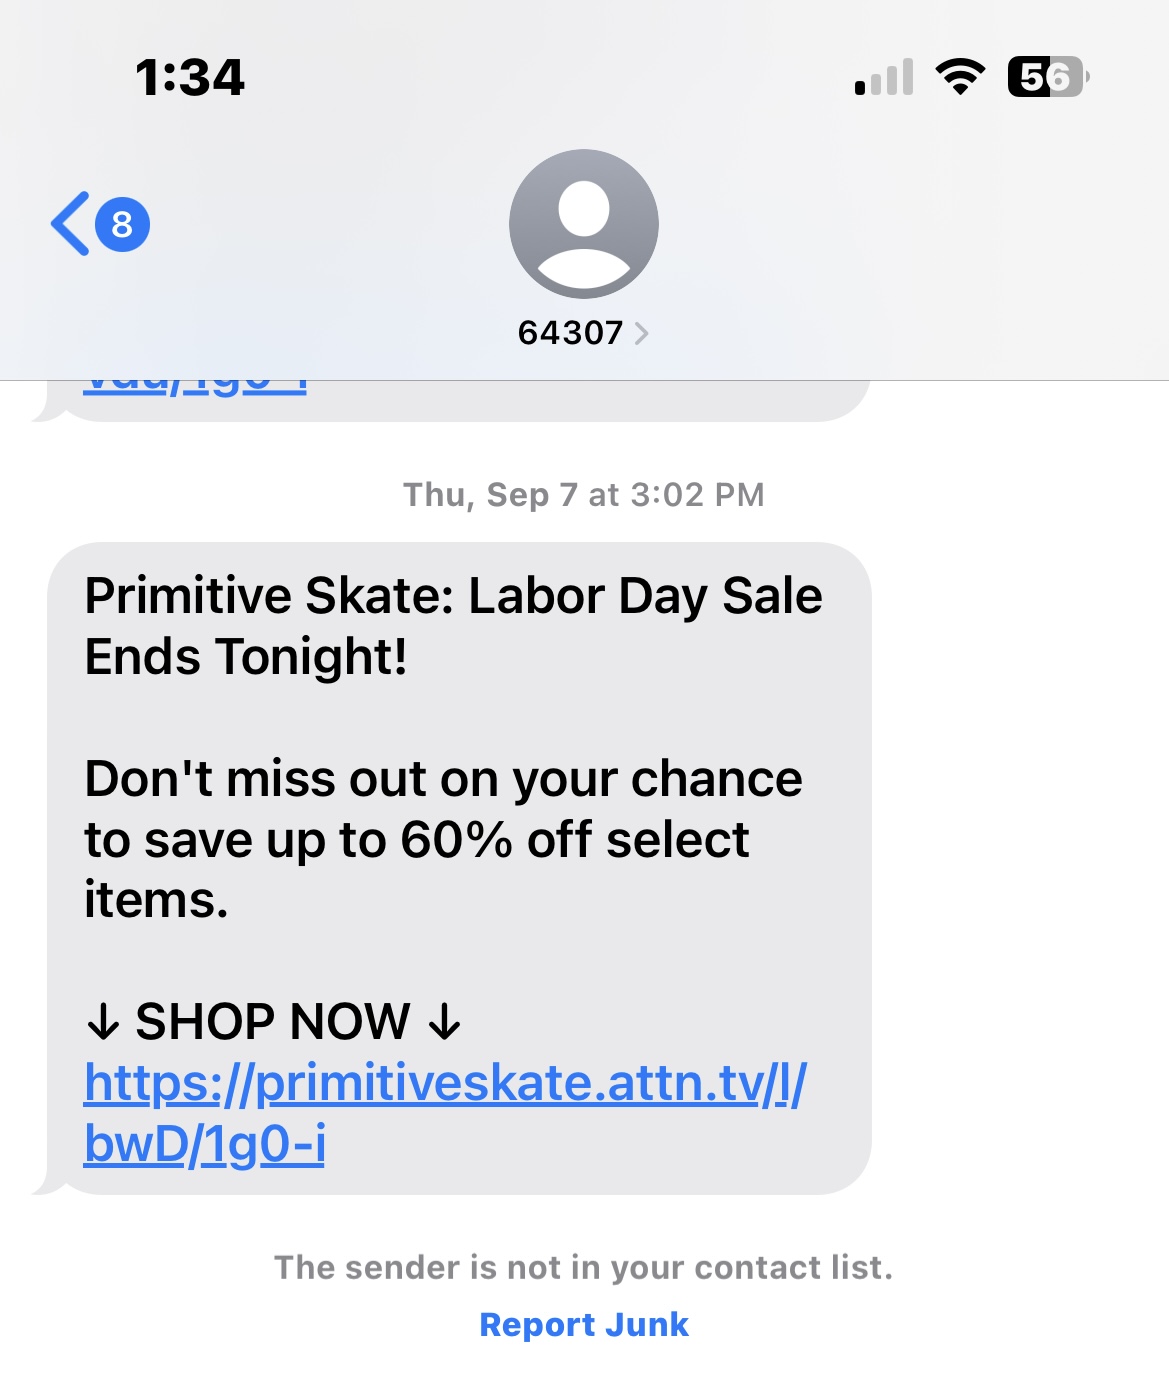 1:34
56
8
64307
Thu, Sep 7 at 3:02 PM
Primitive Skate: Labor Day Sale
Ends Tonight!
Don't miss out on your chance
to save up to 60% off select
items.
↓ SHOP NOW ↓
https://primitiveskate.attn.tv/l/
bwD/1g0-i
The sender is not in your contact list.
Report Junk